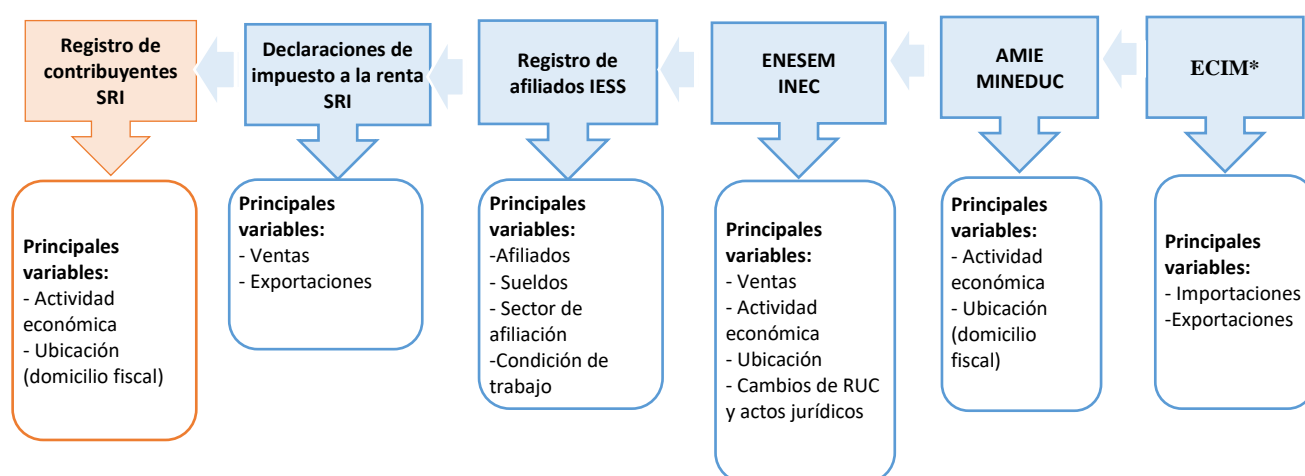 Registro de
contribuyentes
SRI
Declaraciones de
impuesto a la renta
SRI
Registro de
afiliados IESS
ENESEM
INEC
AMIE
MINEDUC
ECIM*
Principales
variables:
- Actividad
económica
- Ubicación
(domicilio fiscal)
Principales
variables:
- Ventas
- Exportaciones
Principales
variables:
-Afiliados
- Sueldos
- Sector de
afiliación
-Condición de
trabajo
Principales
variables:
- Ventas
- Actividad
económica
- Ubicación
- Cambios de RUC
y actos jurídicos
Principales
variables:
- Actividad
económica
- Ubicación
(domicilio
fiscal)
Principales
variables:
- Importaciones
-Exportaciones